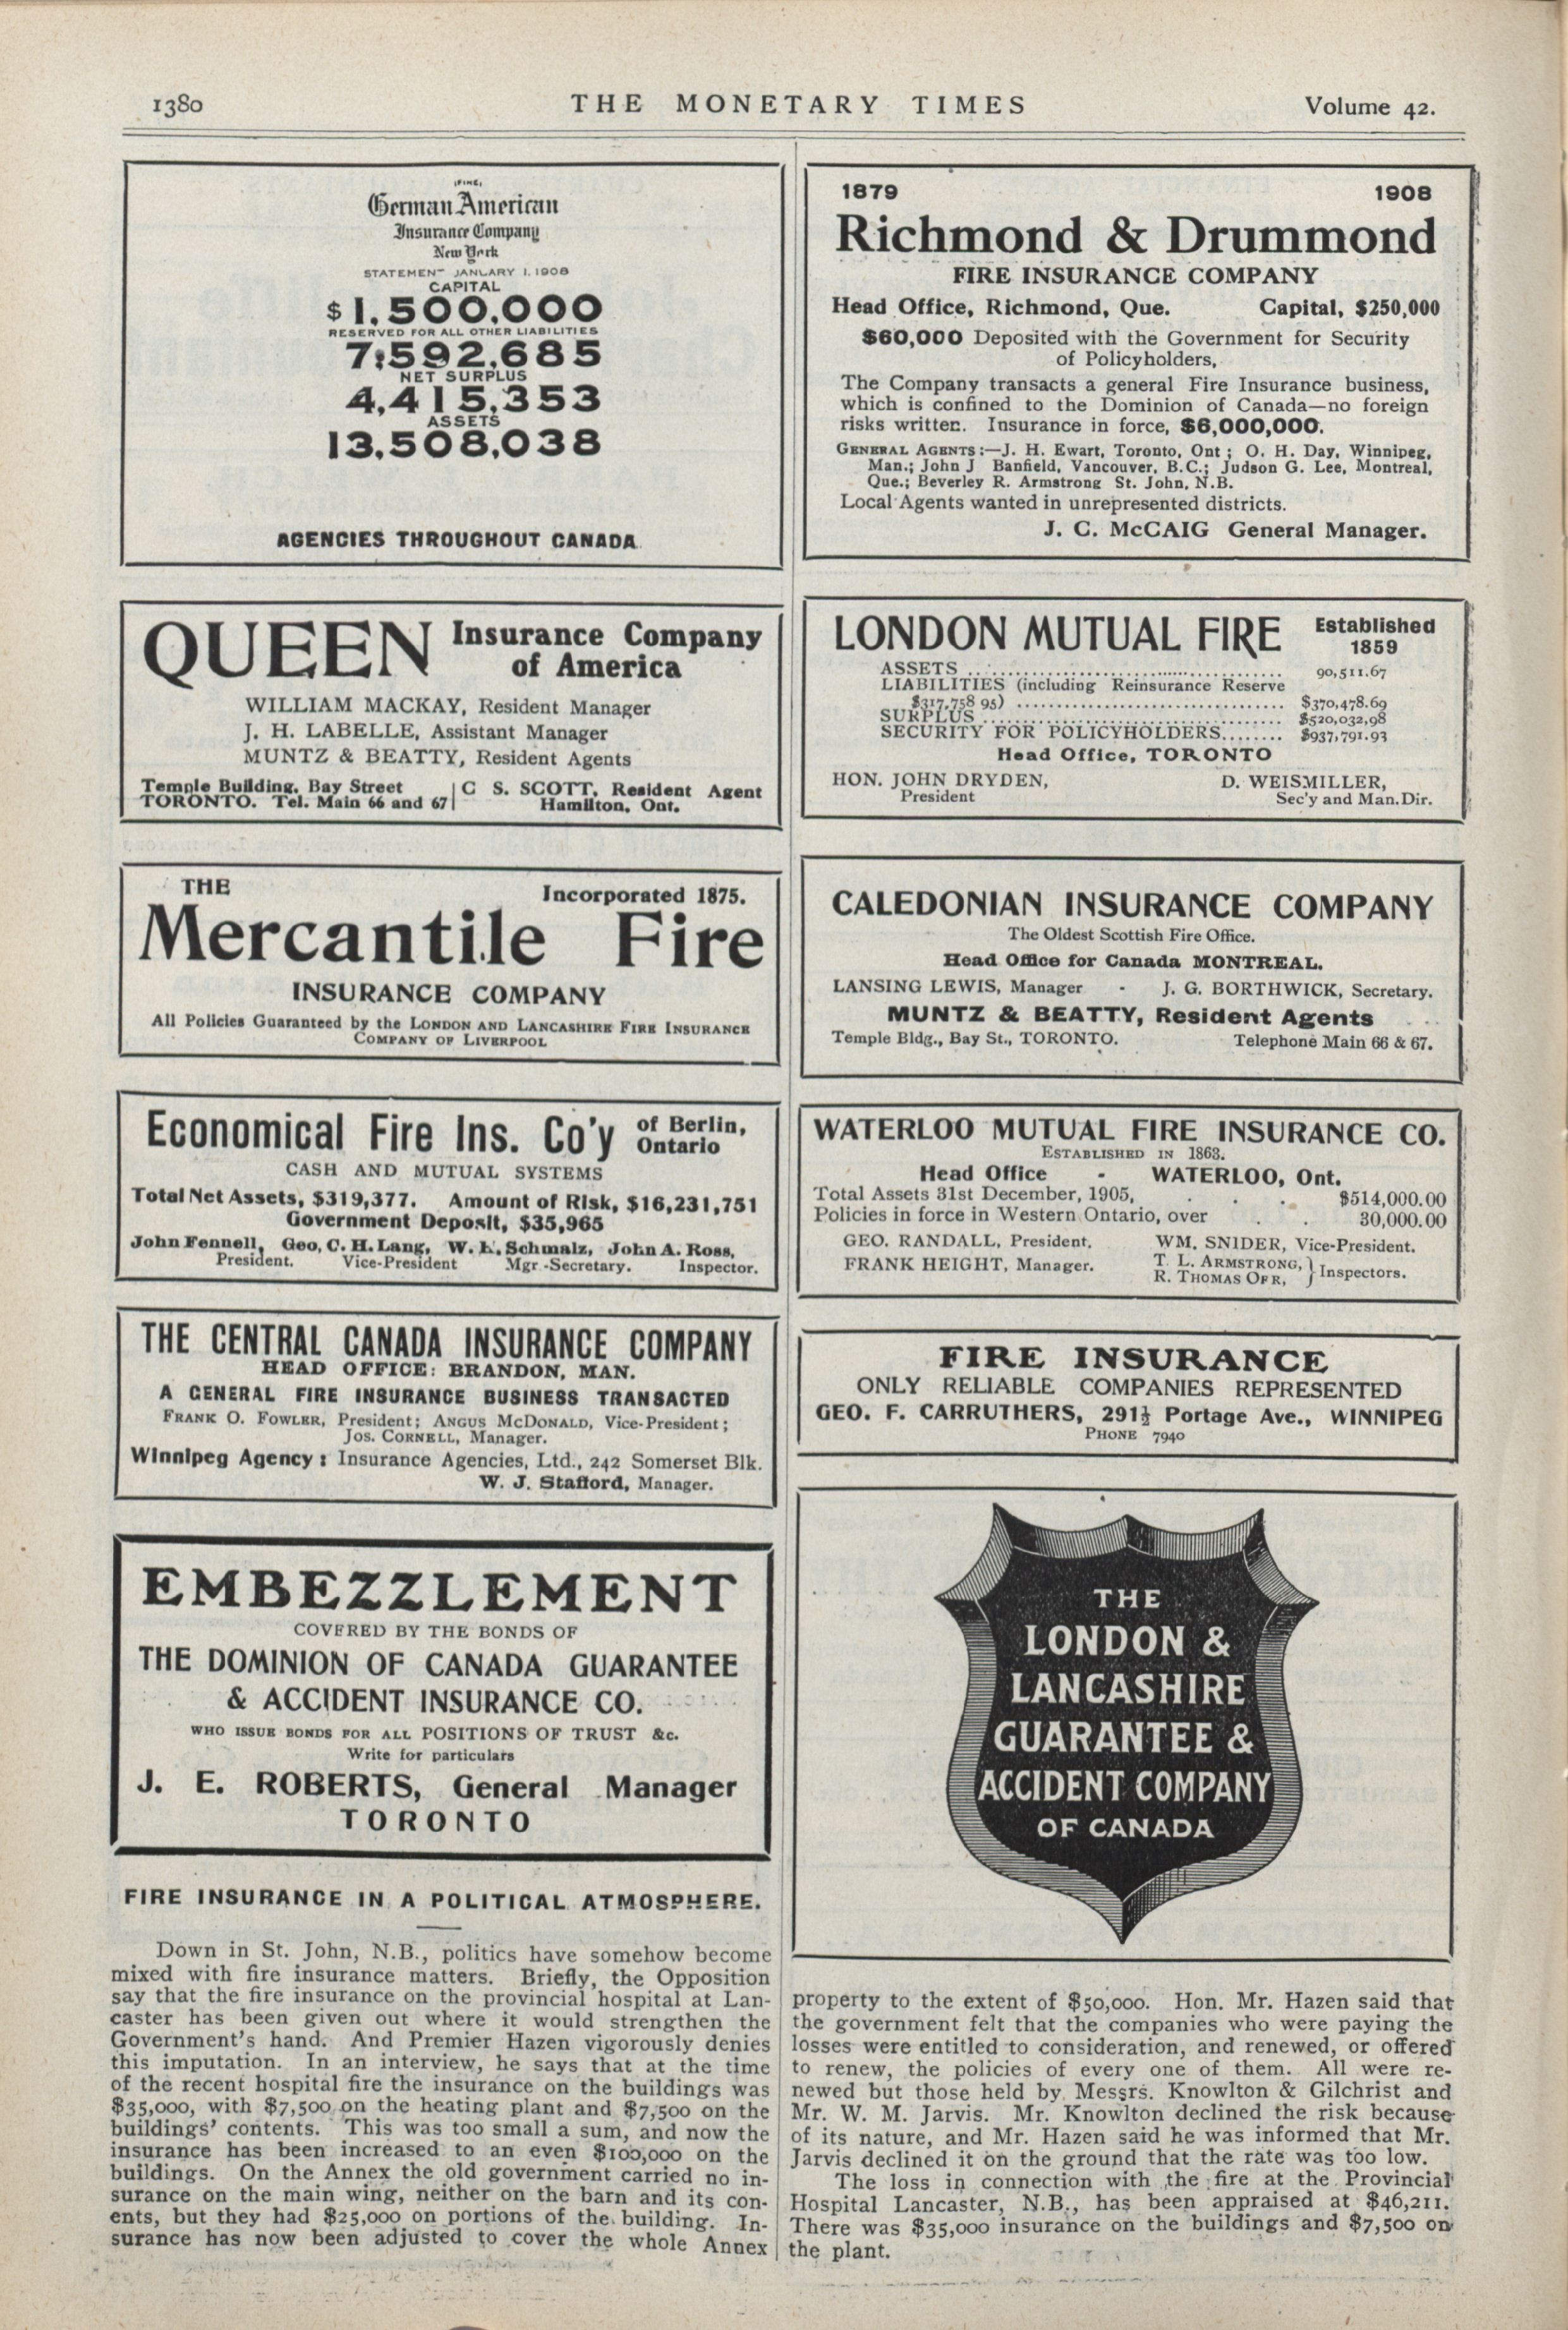 1380 THE MONETARY TIMES Volume 42.
(FIRE)
German American
Insurance Company
New York
STATEMENT JANUARY 1. 1908
CAPITAL
$1,500,000
RESERVED FOR ALL OTHER LIABILITIES
7,592,685
NET SURPLUS
4,415,353
ASSETS
13,508,038
AGENCIES THROUGHOUT CANADA
QUEEN Insurance Company
of America
WILLIAM MACKAY, Resident Manager
J. H. LABELLE, Assistant Manager
MUNTZ & BEATTY, Resident Agents
Temple Building, Bay Street
TORONTO. Tel. Main 66 and 67
C S. SCOTT, Resident Agent
Hamilton, Ont.
THE Incorporated 1875.
Mercantile Fire
INSURANCE COMPANY
All Policies Guaranteed by the LONDON AND LANCASHIRE FIRE INSURANCE
COMPANY OF LIVERPOOL
Economical Fire Ins. Co'y of Berlin,
Ontario
CASH AND MUTUAL SYSTEMS
Total Net Assets, $319,377. Amount of Risk, $16,231,751
Government Deposit, $35,965
John Fennell, Geo. C. H. Lang, W. H. Schmalz, John A. Ross,
President. Vice-President Mgr-Secretary. Inspector.
THE CENTRAL CANADA INSURANCE COMPANY
HEAD OFFICE: BRANDON, MAN.
A GENERAL FIRE INSURANCE BUSINESS TRANSACTED
FRANK O. FOWLER, President; ANGUS McDONALD, Vice-President;
JOS. CORNELL, Manager.
Winnipeg Agency: Insurance Agencies, Ltd., 242 Somerset Blk.
W. J. Stafford, Manager.
EMBEZZLEMENT
COVERED BY THE BONDS OF
THE DOMINION OF CANADA GUARANTEE
& ACCIDENT INSURANCE CO.
WHO ISSUE BONDS FOR ALL POSITIONS OF TRUST &c.
Write for particulars
J. E. ROBERTS, General Manager
TORONTO
FIRE INSURANCE IN A POLITICAL ATMOSPHERE.
Down in St. John, N.B., politics have somehow become
mixed with fire insurance matters. Briefly, the Opposition
say that the fire insurance on the provincial hospital at Lan-
caster has been given out where it would strengthen the
Government's hand. And Premier Hazen vigorously denies
this imputation. In an interview, he says that at the time
of the recent hospital fire the insurance on the buildings was
$35,000, with $7,500 on the heating plant and $7,500 on the
buildings' contents. This was too small a sum, and now the
insurance has been increased to an even $100,000 on the
buildings. On the Annex the old government carried no in-
surance on the main wing, neither on the barn and its con-
ents, but they had $25,000 on portions of the building. In-
surance has now been adjusted to cover the whole Annex
1879 1908
Richmond & Drummond
FIRE INSURANCE COMPANY
Head Office, Richmond, Que. Capital, $250,000
$60,000 Deposited with the Government for Security
of Policyholders,
The Company transacts a general Fire Insurance business,
which is confined to the Dominion of Canada—no foreign
risks written. Insurance in force, $6,000,000.
GENERAL AGENTS:—J. H. Ewart, Toronto, Ont; O. H. Day, Winnipeg,
Man.; John J Banfield, Vancouver, B.C.; Judson G. Lee, Montreal,
Que.; Beverley R. Armstrong St. John, N.B.
Local Agents wanted in unrepresented districts.
J. C. McCAIG General Manager.
LONDON MUTUAL FIRE Established
1859
ASSETS ........ 90,511.67
LIABILITIES (including Reinsurance Reserve
$317,758 95) ........ $370,478.69
SURPLUS ........ $520,032,98
SECURITY FOR POLICYHOLDERS........ $937,791.93
Head Office, TORONTO
HON. JOHN DRYDEN, D. WEISMILLER,
President Sec'y and Man. Dir.
CALEDONIAN INSURANCE COMPANY
The Oldest Scottish Fire Office.
Head Office for Canada MONTREAL.
LANSING LEWIS, Manager - J. G. BORTHWICK, Secretary.
MUNTZ & BEATTY, Resident Agents
Temple Bldg., Bay St., TORONTO. Telephone Main 66 & 67.
WATERLOO MUTUAL FIRE INSURANCE CO.
ESTABLISHED IN 1863.
Head Office - WATERLOO, Ont.
Total Assets 31st December, 1905, . . . $514,000.00
Policies in force in Western Ontario, over . . 30,000.00
GEO. RANDALL, President. WM. SNIDER, Vice-President.
FRANK HEIGHT, Manager. T. L. ARMSTRONG, } Inspectors.
R. THOMAS ORR,
FIRE INSURANCE
ONLY RELIABLE COMPANIES REPRESENTED
GEO. F. CARRUTHERS, 291½ Portage Ave., WINNIPEG
PHONE 7940
THE
LONDON &
LANCASHIRE
GUARANTEE &
ACCIDENT COMPANY
OF CANADA
property to the extent of $50,000. Hon. Mr. Hazen said that
the government felt that the companies who were paying the
losses were entitled to consideration, and renewed, or offered
to renew, the policies of every one of them. All were re-
newed but those held by Messrs. Knowlton & Gilchrist and
Mr. W. M. Jarvis. Mr. Knowlton declined the risk because
of its nature, and Mr. Hazen said he was informed that Mr.
Jarvis declined it on the ground that the rate was too low.
The loss in connection with the fire at the Provincial
Hospital Lancaster, N.B., has been appraised at $46,211.
There was $35,000 insurance on the buildings and $7,500 on
the plant.